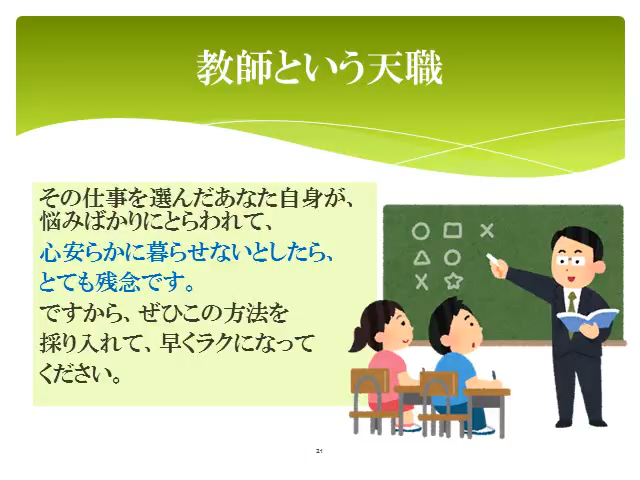 教師という天職
その仕事を選んだあなた自身が、
悩みばかりにとらわれて、
心安らかに暮らせないとしたら、
とても残念です。
ですから、ぜひこの方法を
採り入れて、早くラクになって
ください。
21